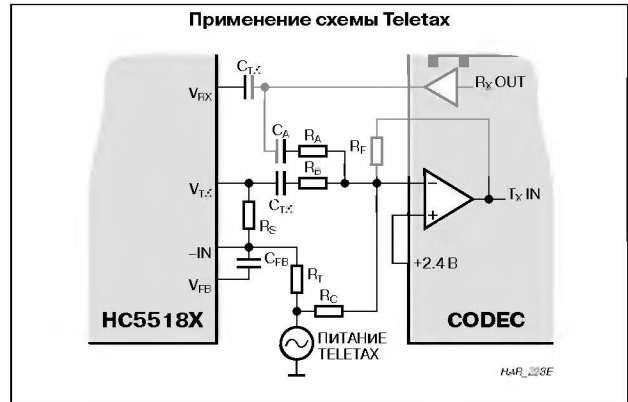 Применение схемы Teletax
CTX
VRX
RX OUT
CA
RA
RF
RB
VTX
CTX
TX IN
RS
-IN
CFB
RT
+2.4 В
VFB
RC
HC5518X
ПИТАНИЕ
TELETAX
CODEC